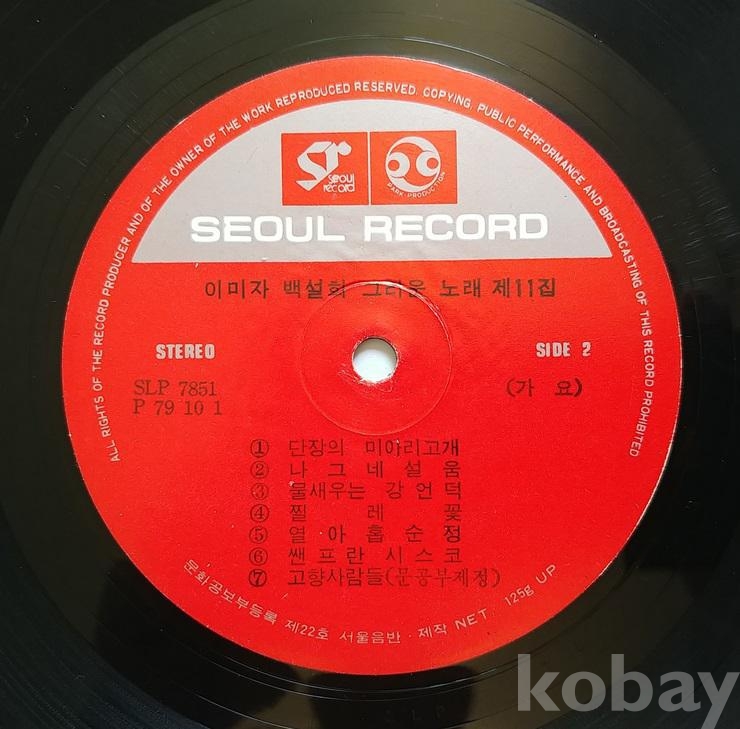 ALL RIGHTS OF THE RECORD PRODUCER AND OF THE OWNER OF THE WORK REPRODUCED RESERVED. COPYING, PUBLIC PERFORMANCE AND BROADCASTING OF THIS RECORD PROHIBITED
sr seoul record
PARK·PRODUCTION
SEOUL RECORD
이미자 백설희 그리운 노래 제11집
STEREO
SIDE 2
SLP 7851
(가 요)
P 79 10 1
① 단장의 미아리고개
② 나 그 네 설 움
③ 물새우는 강 언 덕
④ 찔 레 꽃
⑤ 열 아 홉 순 정
⑥ 쌘 프 란 시 스 코
⑦ 고향사람들(문공부제정)
문화공보부등록 제22호 서울음반·제작 NET 125g UP
kobay